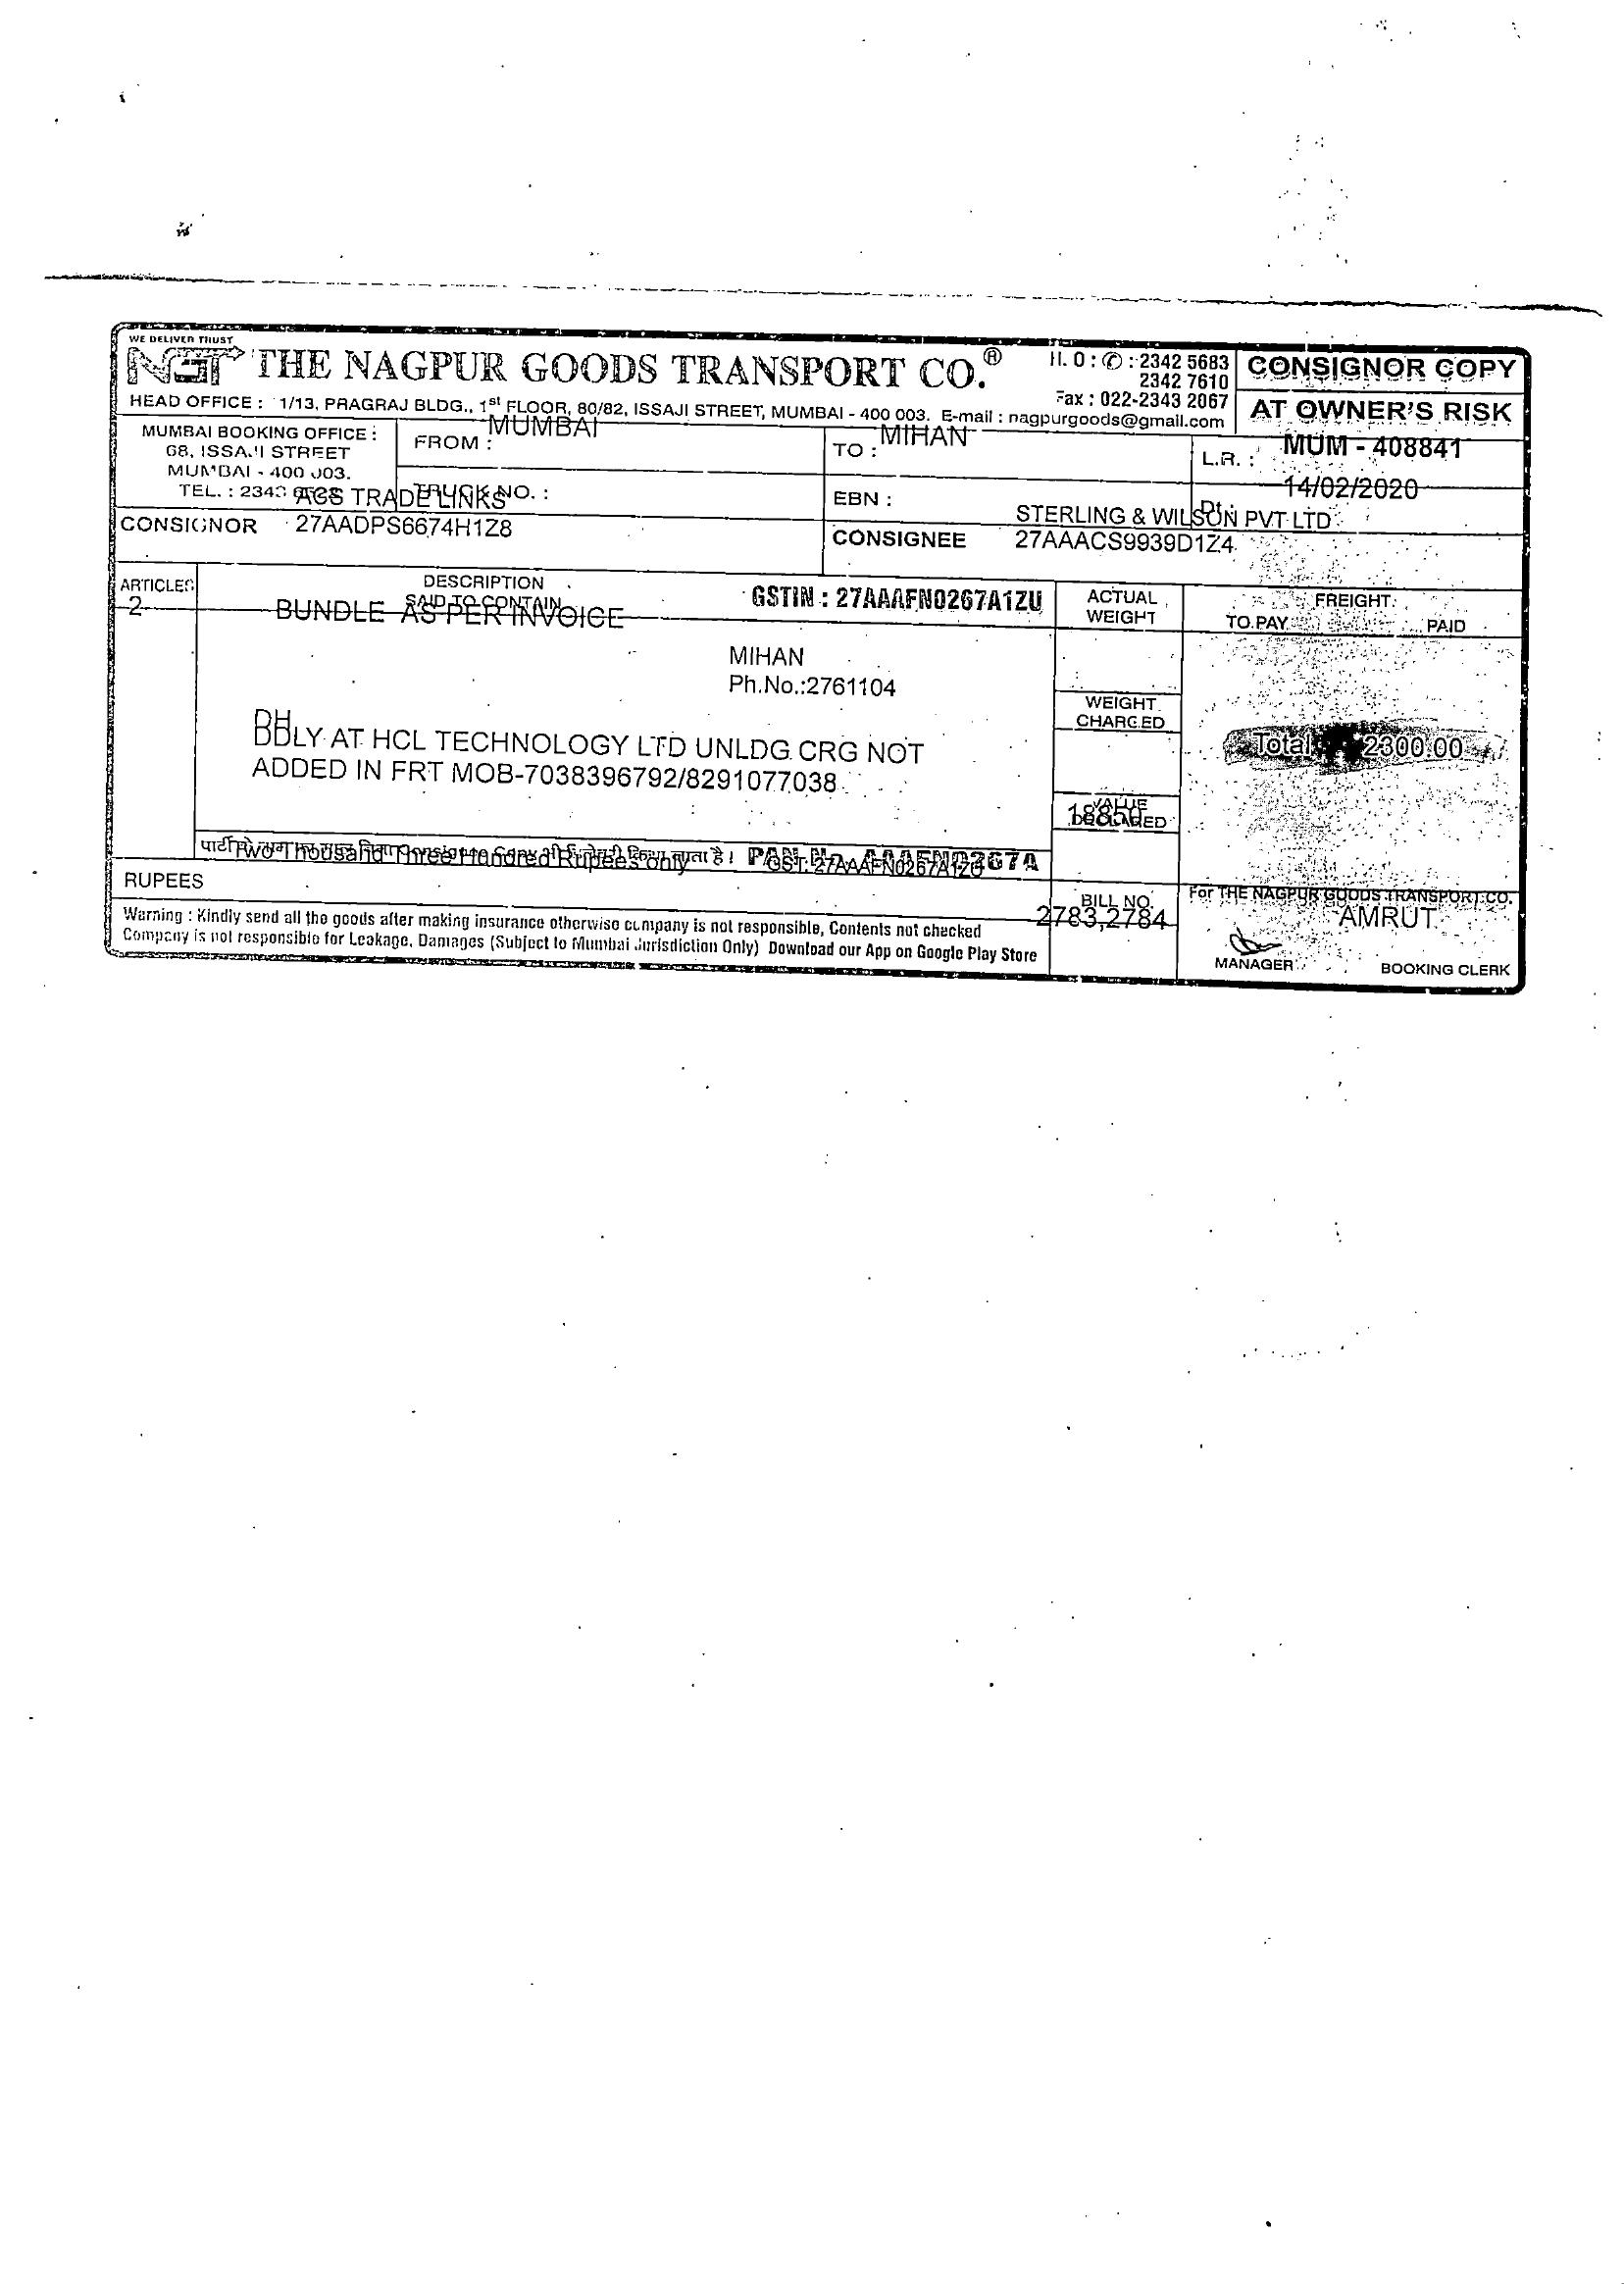 WE DELIVER TRUST
NGT THE NAGPUR GOODS TRANSPORT CO.®
H. O : ✆ : 2342 5683
2342 7610
Fax : 022-2343 2067
CONSIGNOR COPY
AT OWNER'S RISK
HEAD OFFICE : 1/13, PRAGRAJ BLDG., 1st FLOOR, 80/82, ISSAJI STREET, MUMBAI - 400 003. E-mail : nagpurgoods@gmail.com
MUMBAI BOOKING OFFICE :
68, ISSAJI STREET
MUMBAI - 400 003.
TEL. : 2343
FROM : MUMBAI
TO : MIHAN
L.R. : MUM - 408841
TRUCK NO. :
EBN :
Dt. 14/02/2020
CONSIGNOR
AGS TRADE LINKS
27AADPS6674H1Z8
CONSIGNEE
STERLING & WILSON PVT LTD
27AAACS9939D1Z4
ARTICLES
DESCRIPTION
SAID TO CONTAIN
GSTIN : 27AAAFN0267A1ZU
ACTUAL
WEIGHT
FREIGHT
TO PAY
PAID
2
BUNDLE AS PER INVOICE
MIHAN
Ph.No.:2761104
WEIGHT
CHARGED
DH
DDLY AT HCL TECHNOLOGY LTD UNLDG CRG NOT
ADDED IN FRT MOB-7038396792/8291077038
Total 2300.00
VALUE
DECLARED
Two Thousand Three Hundred Rupees only
PAN No. AAAFN0267A
GST: 27AAAFN0267A1ZU
RUPEES
BILL NO.
2783,2784
For THE NAGPUR GOODS TRANSPORT CO.
AMRUT
Warning : Kindly send all the goods after making insurance otherwise company is not responsible, Contents not checked
Company is not responsible for Leakage, Damages (Subject to Mumbai Jurisdiction Only) Download our App on Google Play Store
MANAGER
BOOKING CLERK